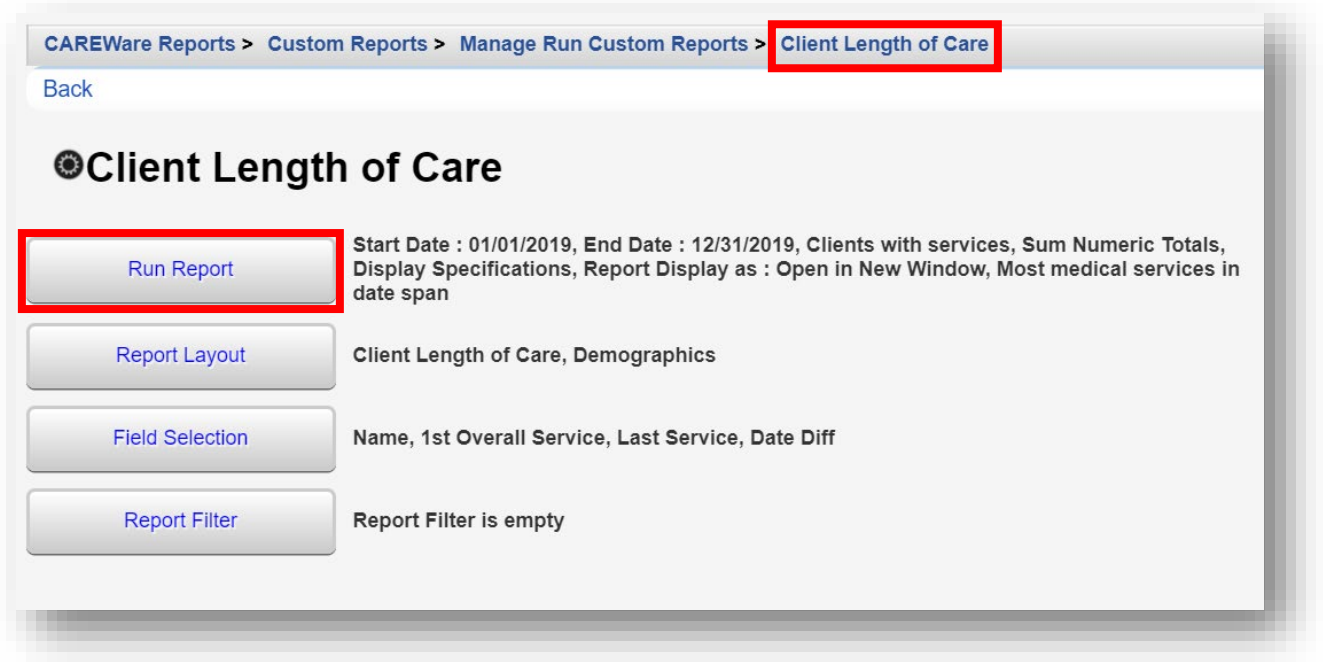 CAREWare Reports > Custom Reports > Manage Run Custom Reports > Client Length of Care
Back
Client Length of Care
Run Report
Start Date : 01/01/2019, End Date : 12/31/2019, Clients with services, Sum Numeric Totals,
Display Specifications, Report Display as : Open in New Window, Most medical services in
date span
Report Layout
Client Length of Care, Demographics
Field Selection
Name, 1st Overall Service, Last Service, Date Diff
Report Filter
Report Filter is empty